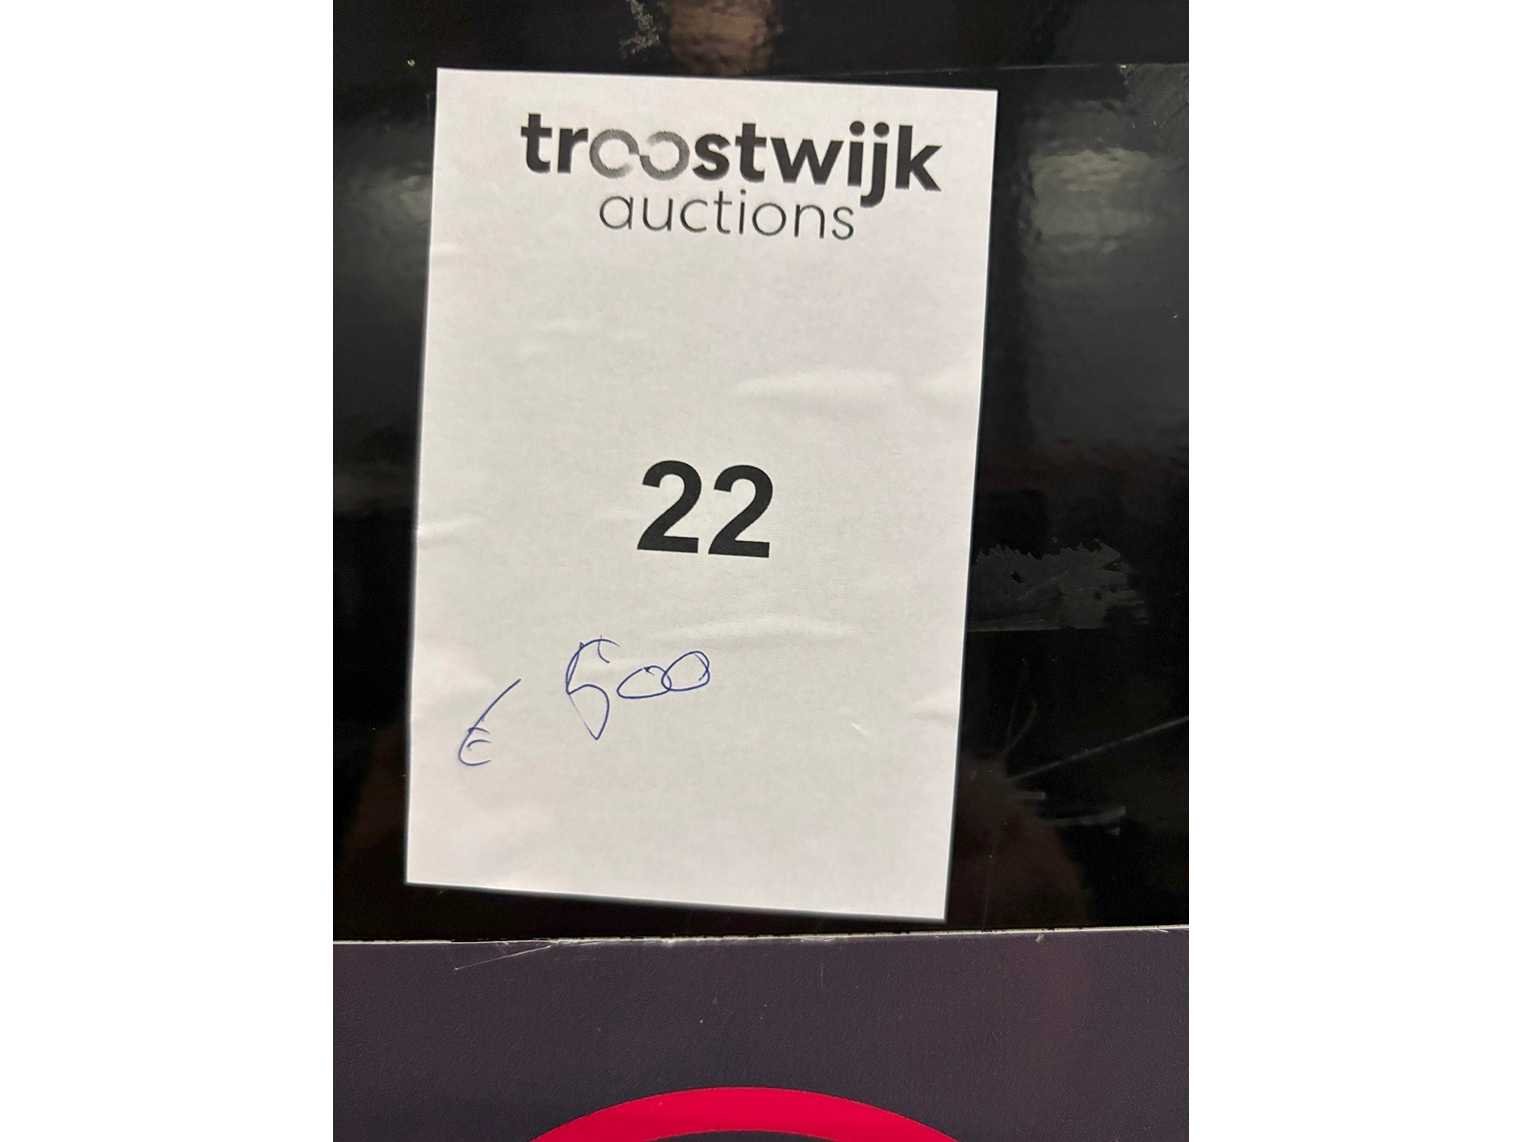 troostwijk
auctions
22
€ 500